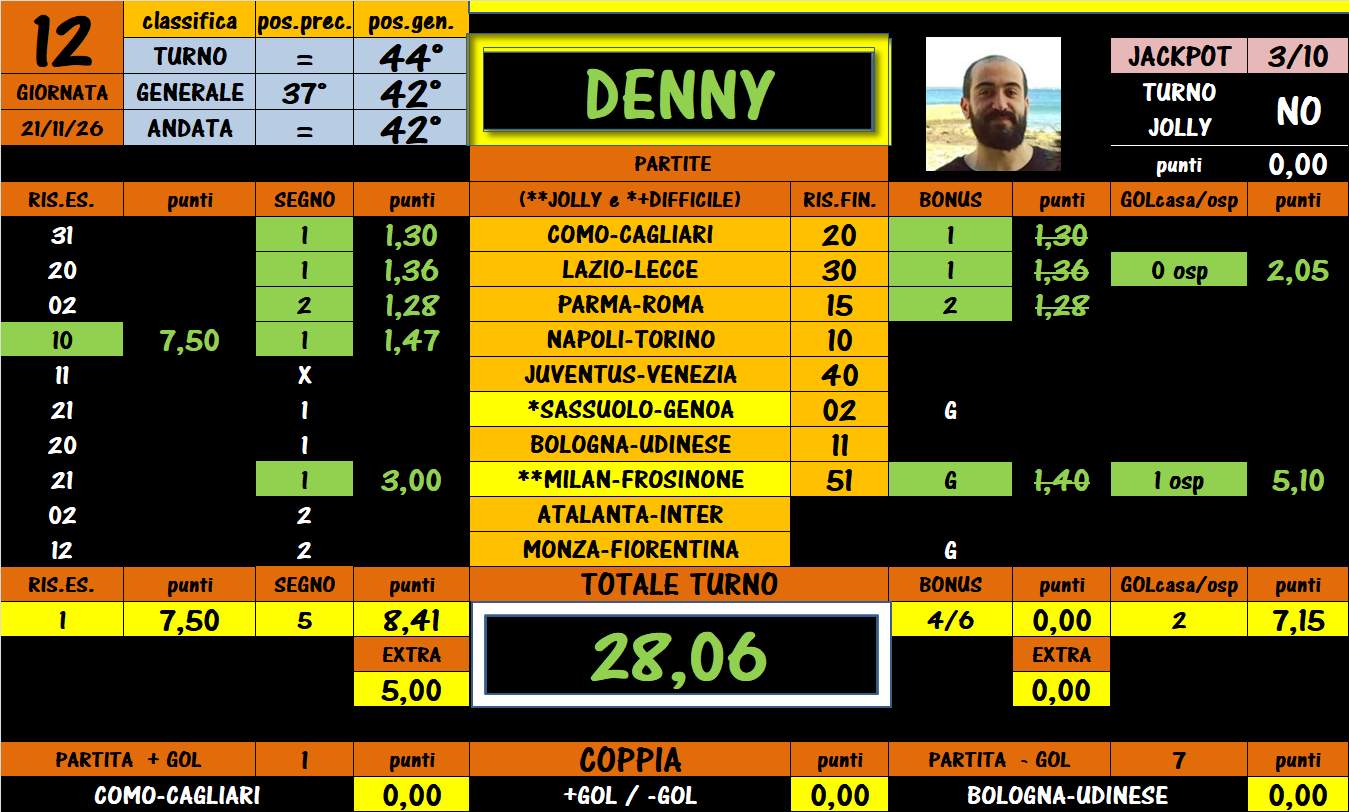 12 classifica pos.prec. pos.gen.
TURNO = 44° DENNY JACKPOT 3/10
GIORNATA GENERALE 37° 42° TURNO JOLLY NO
21/11/26 ANDATA = 42°
PARTITE punti 0,00
RIS.ES. punti SEGNO punti (**JOLLY e *+DIFFICILE) RIS.FIN. BONUS punti GOLcasa/osp punti
31 1 1,30 COMO-CAGLIARI 20 1 1,30
20 1 1,36 LAZIO-LECCE 30 1 1,36 0 osp 2,05
02 2 1,28 PARMA-ROMA 15 2 1,28
10 7,50 1 1,47 NAPOLI-TORINO 10
11 X JUVENTUS-VENEZIA 40
21 1 *SASSUOLO-GENOA 02 G
20 1 BOLOGNA-UDINESE 11
21 1 3,00 **MILAN-FROSINONE 51 G 1,40 1 osp 5,10
02 2 ATALANTA-INTER
12 2 MONZA-FIORENTINA G
RIS.ES. punti SEGNO punti TOTALE TURNO BONUS punti GOLcasa/osp punti
1 7,50 5 8,41 28,06 4/6 0,00 2 7,15
EXTRA EXTRA
5,00 0,00
PARTITA + GOL 1 punti COPPIA punti PARTITA - GOL 7 punti
COMO-CAGLIARI 0,00 +GOL / -GOL 0,00 BOLOGNA-UDINESE 0,00